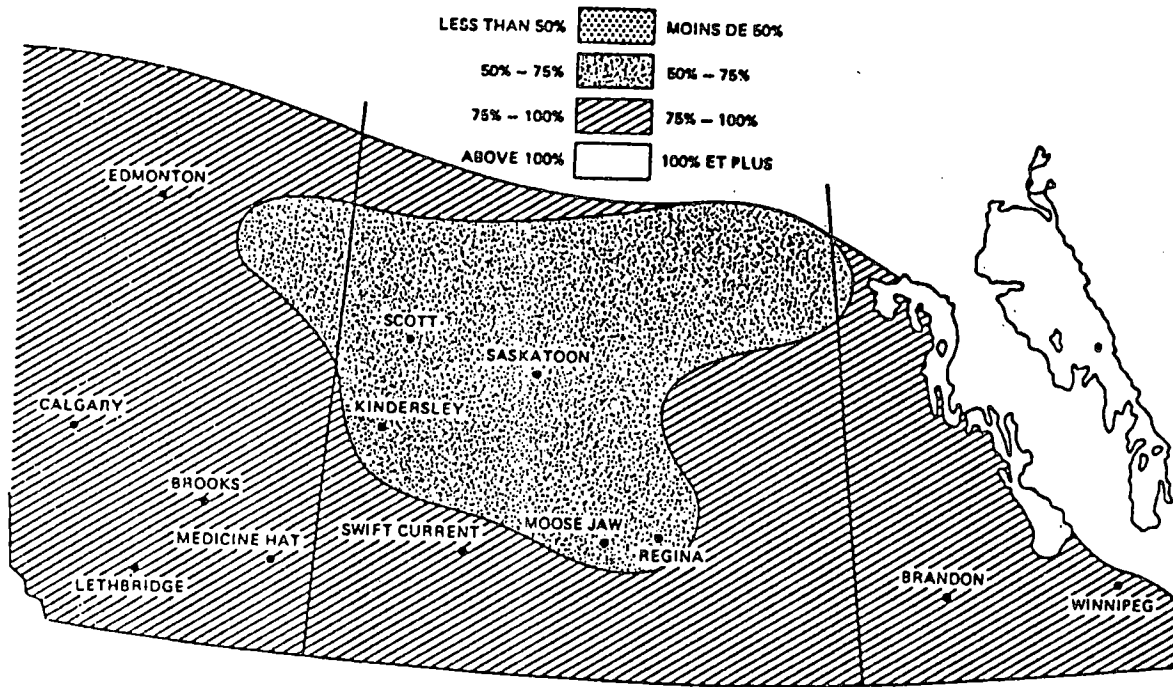 LESS THAN 50% MOINS DE 50%
50% – 75% 50% – 75%
75% – 100% 75% – 100%
ABOVE 100% 100% ET PLUS
EDMONTON
SCOTT
SASKATOON
CALGARY
KINDERSLEY
BROOKS
MEDICINE HAT
SWIFT CURRENT
MOOSE JAW
REGINA
LETHBRIDGE
BRANDON
WINNIPEG